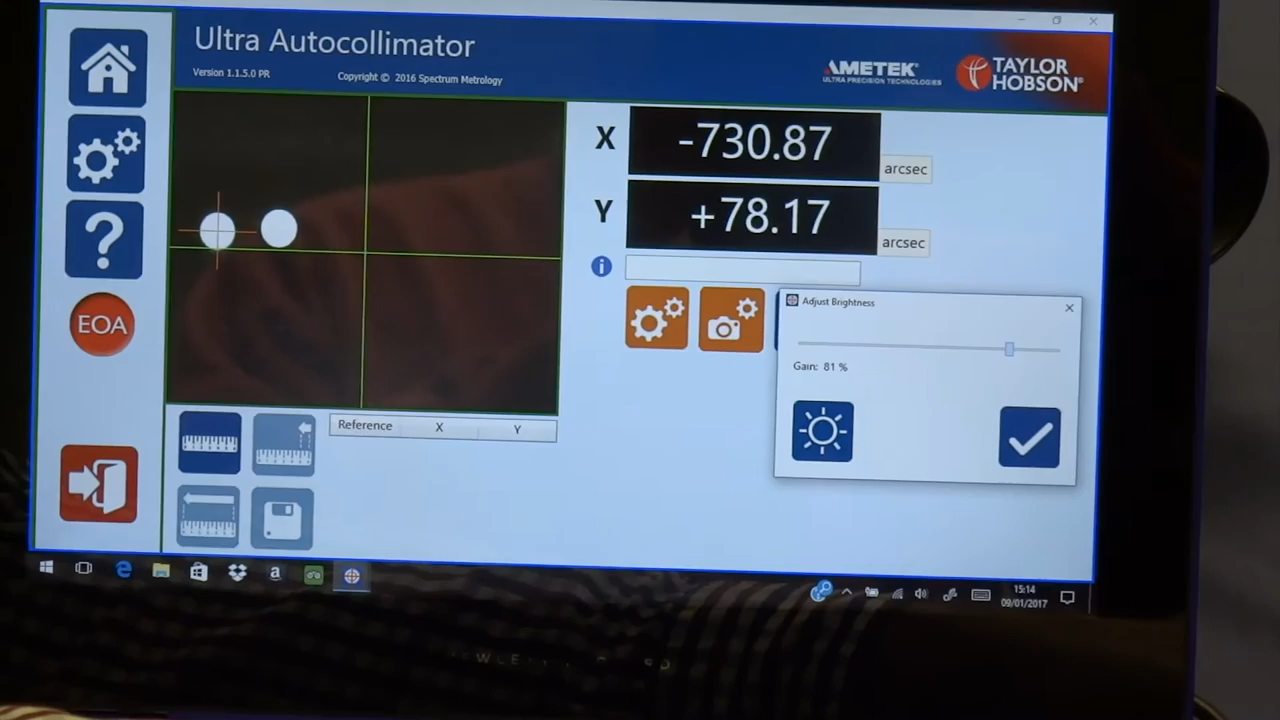 Ultra Autocollimator
Version 1.1.5.0 PR
Copyright © 2016 Spectrum Metrology
AMETEK®
ULTRA PRECISION TECHNOLOGIES
TAYLOR
HOBSON®
X
-730.87
arcsec
Y
+78.17
arcsec
EOA
Adjust Brightness
Gain: 81 %
Reference X Y
15:14
09/01/2017